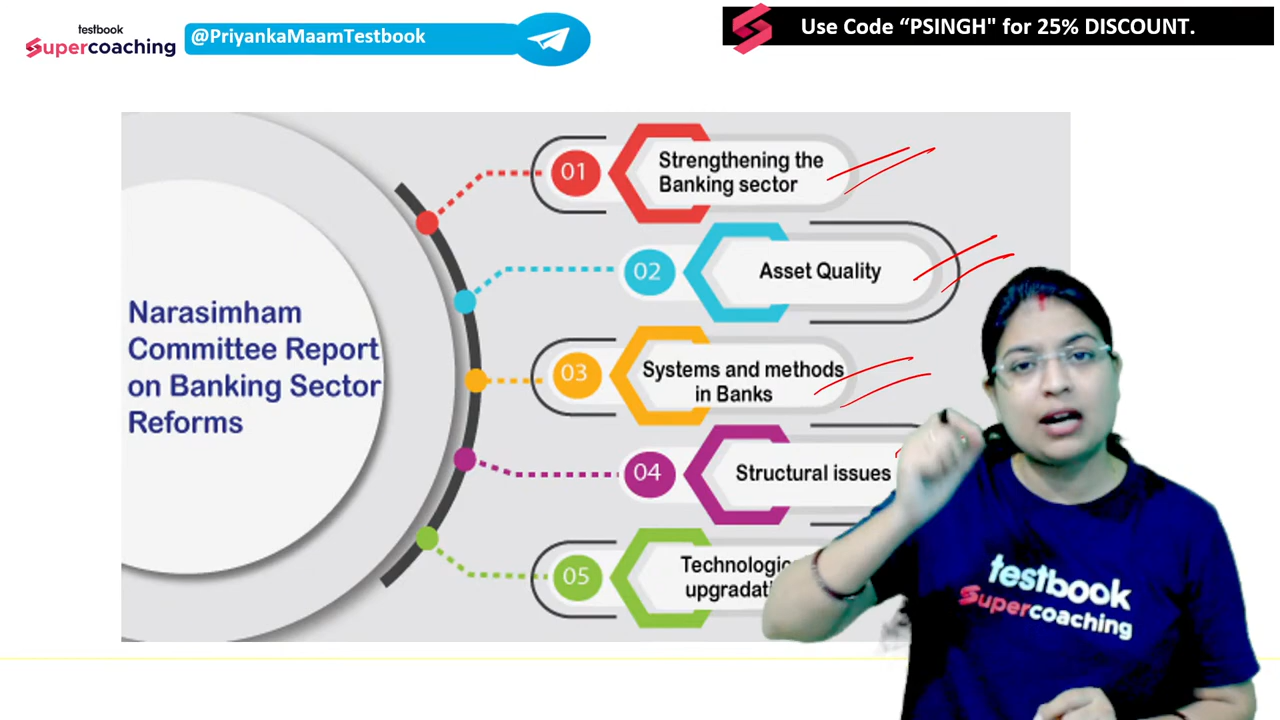 testbook
Supercoaching
@PriyankaMaamTestbook
Use Code “PSINGH" for 25% DISCOUNT.
Narasimham
Committee Report
on Banking Sector
Reforms
01
Strengthening the
Banking sector
02
Asset Quality
03
Systems and methods
in Banks
04
Structural issues
05
testbook
Supercoaching